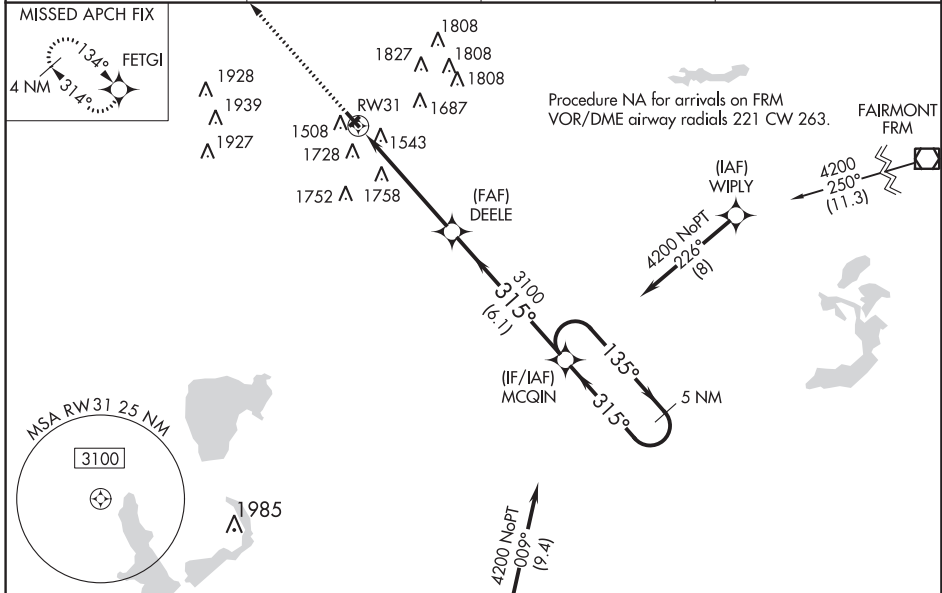 MISSED APCH FIX
134°
FETGI
4 NM
314°
1928
1939
1927
1808
1827
1808
1808
1687
RW31
1508
1543
1728
1752
1758
Procedure NA for arrivals on FRM
VOR/DME airway radials 221 CW 263.
FAIRMONT
FRM
4200
250°
(11.3)
(IAF)
WIPLY
4200 NoPT
226°
(8)
(FAF)
DEELE
3100
315°
(6.1)
(IF/IAF)
MCQIN
135°
315°
5 NM
MSA RW31 25 NM
3100
1985
4200 NoPT
009°
(9.4)